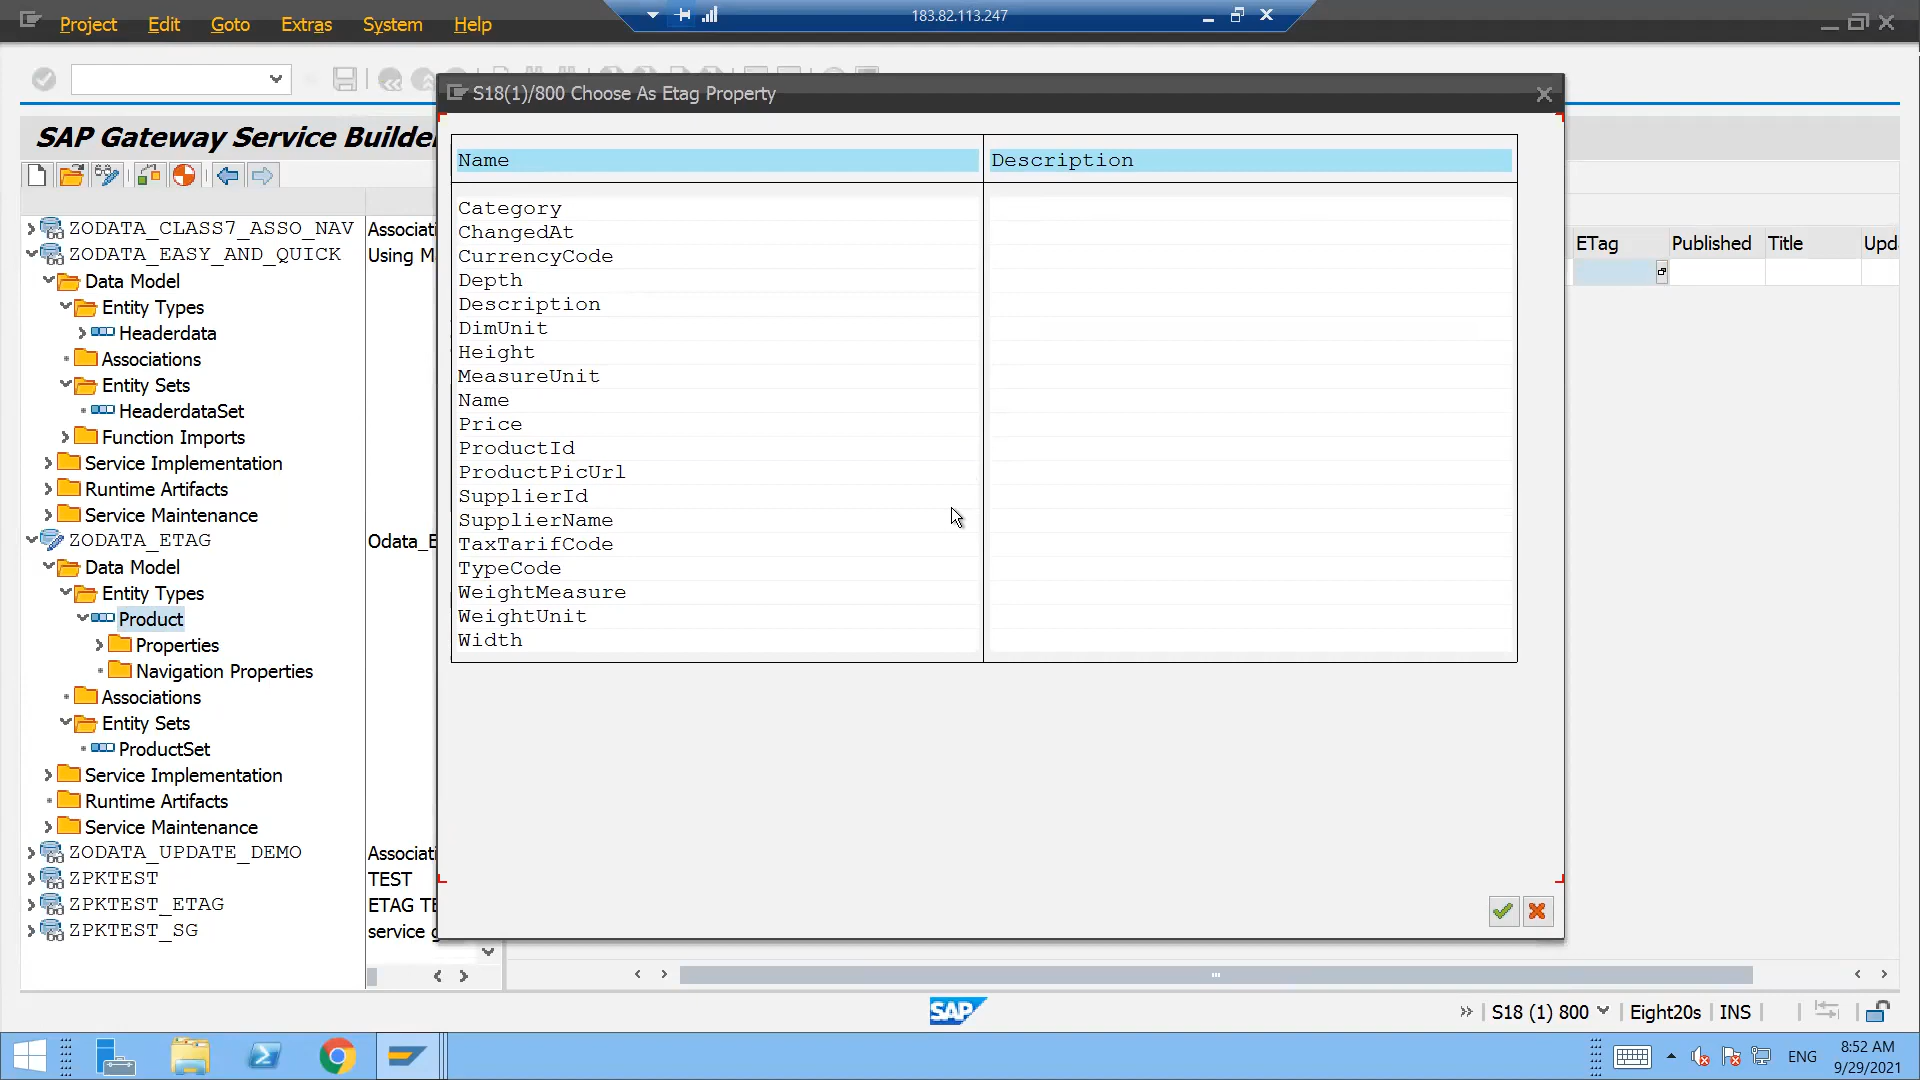 Project Edit Goto Extras System Help
183.82.113.247
S18(1)/800 Choose As Etag Property
SAP Gateway Service Builder
Name Description
Category
ChangedAt
CurrencyCode
Depth
Description
DimUnit
Height
MeasureUnit
Name
Price
ProductId
ProductPicUrl
SupplierId
SupplierName
TaxTarifCode
TypeCode
WeightMeasure
WeightUnit
Width
ETag Published Title Upd
ZODATA_CLASS7_ASSO_NAV Associati
ZODATA_EASY_AND_QUICK Using M
Data Model
Entity Types
Headerdata
Associations
Entity Sets
HeaderdataSet
Function Imports
Service Implementation
Runtime Artifacts
Service Maintenance
ZODATA_ETAG Odata_E
Data Model
Entity Types
Product
Properties
Navigation Properties
Associations
Entity Sets
ProductSet
Service Implementation
Runtime Artifacts
Service Maintenance
ZODATA_UPDATE_DEMO Associati
ZPKTEST TEST
ZPKTEST_ETAG ETAG TE
ZPKTEST_SG service g
SAP
S18 (1) 800 Eight20s INS
ENG
8:52 AM
9/29/2021